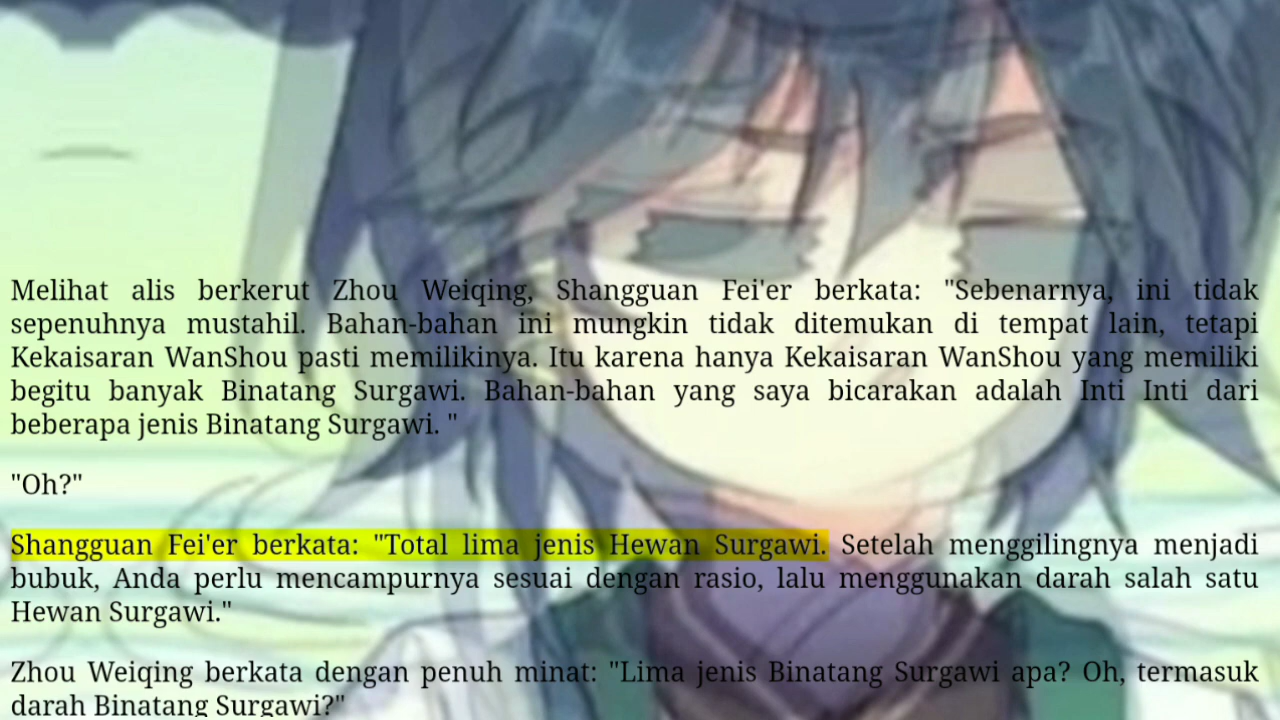 Melihat alis berkerut Zhou Weiqing, Shangguan Fei'er berkata: "Sebenarnya, ini tidak
sepenuhnya mustahil. Bahan-bahan ini mungkin tidak ditemukan di tempat lain, tetapi
Kekaisaran WanShou pasti memilikinya. Itu karena hanya Kekaisaran WanShou yang memiliki
begitu banyak Binatang Surgawi. Bahan-bahan yang saya bicarakan adalah Inti Inti dari
beberapa jenis Binatang Surgawi. "
"Oh?"
Shangguan Fei'er berkata: "Total lima jenis Hewan Surgawi. Setelah menggilingnya menjadi
bubuk, Anda perlu mencampurnya sesuai dengan rasio, lalu menggunakan darah salah satu
Hewan Surgawi."
Zhou Weiqing berkata dengan penuh minat: "Lima jenis Binatang Surgawi apa? Oh, termasuk
darah Binatang Surgawi?"